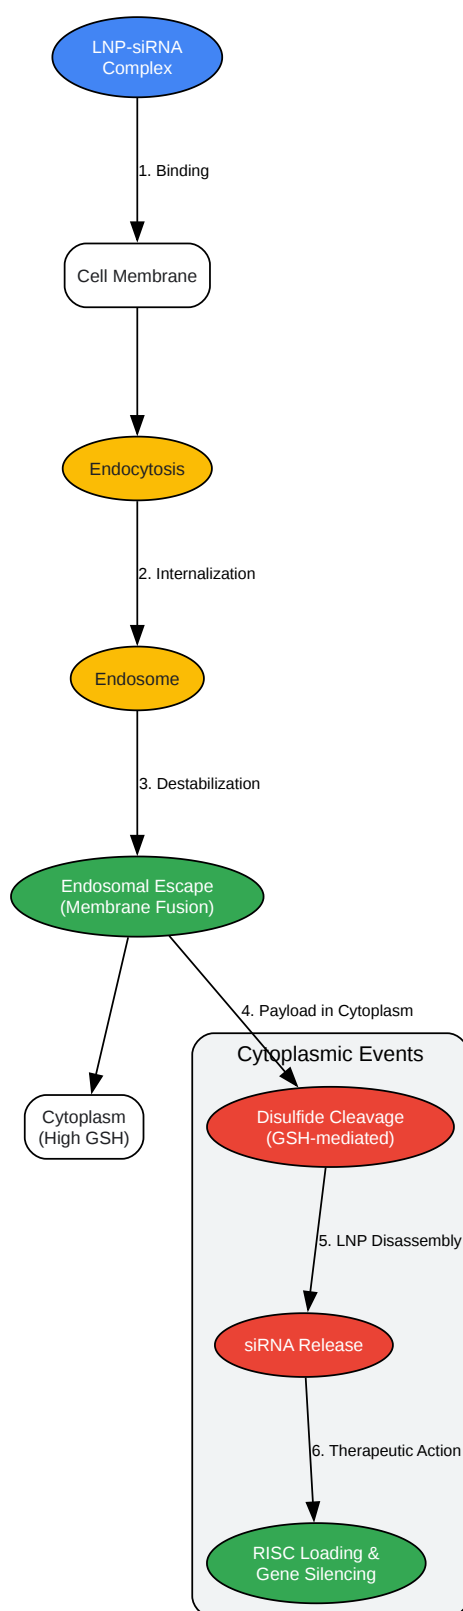 LNP-siRNA
Complex
1. Binding
Cell Membrane
Endocytosis
2. Internalization
Endosome
3. Destabilization
Endosomal Escape
(Membrane Fusion)
4. Payload in Cytoplasm
Cytoplasmic Events
Cytoplasm
(High GSH)
Disulfide Cleavage
(GSH-mediated)
5. LNP Disassembly
siRNA Release
6. Therapeutic Action
RISC Loading &
Gene Silencing